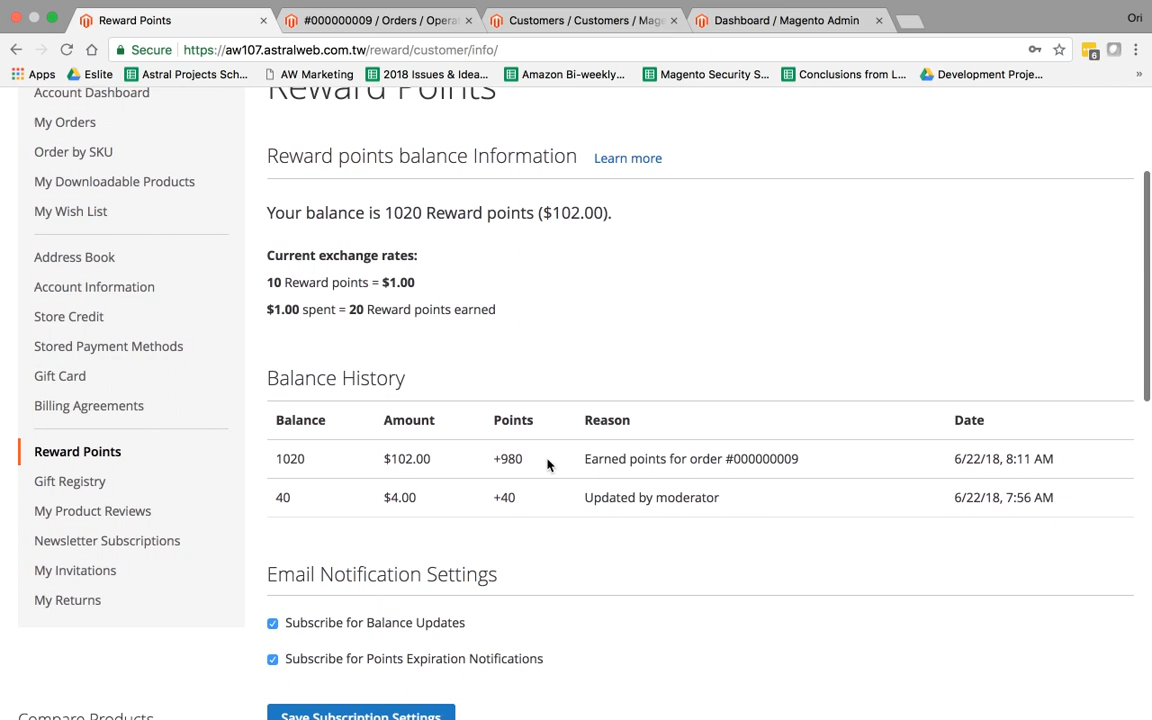 Reward Points
#000000009 / Orders / Opera
Customers / Customers / Mag
Dashboard / Magento Admin
Ori
Secure https://aw107.astralweb.com.tw/reward/customer/info/
6
Apps Eslite Astral Projects Sch... AW Marketing 2018 Issues & Idea... Amazon Bi-weekly... Magento Security S... Conclusions from L... Development Proje... »
Reward Points
Account Dashboard
My Orders
Order by SKU
My Downloadable Products
My Wish List
Address Book
Account Information
Store Credit
Stored Payment Methods
Gift Card
Billing Agreements
Reward Points
Gift Registry
My Product Reviews
Newsletter Subscriptions
My Invitations
My Returns
Reward points balance Information Learn more
Your balance is 1020 Reward points ($102.00).
Current exchange rates:
10 Reward points = $1.00
$1.00 spent = 20 Reward points earned
Balance History
Balance Amount Points Reason Date
1020 $102.00 +980 Earned points for order #000000009 6/22/18, 8:11 AM
40 $4.00 +40 Updated by moderator 6/22/18, 7:56 AM
Email Notification Settings
Subscribe for Balance Updates
Subscribe for Points Expiration Notifications
Save Subscription Settings
Compare Products